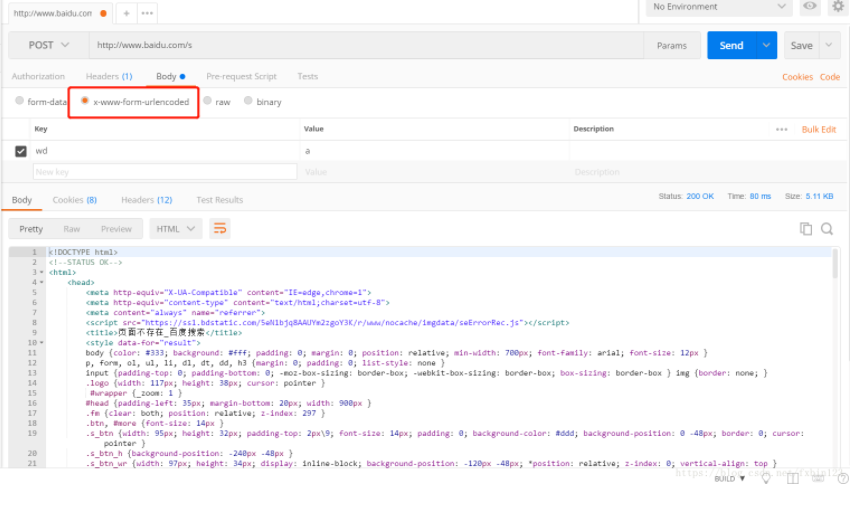 http://www.baidu.com + ••• No Environment
POST http://www.baidu.com/s Params Send Save
Authorization Headers (1) Body Pre-request Script Tests Cookies Code
form-data x-www-form-urlencoded raw binary
Key Value Description ••• Bulk Edit
wd a
New key Value Description
Body Cookies (8) Headers (12) Test Results Status: 200 OK Time: 80 ms Size: 5.11 KB
Pretty Raw Preview HTML
1 <!DOCTYPE html>
2 <!--STATUS OK-->
3 <html>
4 <head>
5 <meta http-equiv="X-UA-Compatible" content="IE=edge,chrome=1">
6 <meta http-equiv="content-type" content="text/html;charset=utf-8">
7 <meta content="always" name="referrer">
8 <script src="https://ss1.bdstatic.com/5eN1bjq8AAUYm2zgoY3K/r/www/nocache/imgdata/seErrorRec.js"></script>
9 <title>页面不存在_百度搜索</title>
10 <style data-for="result">
11 body {color: #333; background: #fff; padding: 0; margin: 0; position: relative; min-width: 700px; font-family: arial; font-size: 12px }
12 p, form, ol, ul, li, dl, dt, dd, h3 {margin: 0; padding: 0; list-style: none }
13 input {padding-top: 0; padding-bottom: 0; -moz-box-sizing: border-box; -webkit-box-sizing: border-box; box-sizing: border-box } img {border: none; }
14 .logo {width: 117px; height: 38px; cursor: pointer }
15 #wrapper {_zoom: 1 }
16 #head {padding-left: 35px; margin-bottom: 20px; width: 900px }
17 .fm {clear: both; position: relative; z-index: 297 }
18 .btn, #more {font-size: 14px }
19 .s_btn {width: 95px; height: 32px; padding-top: 2px\9; font-size: 14px; padding: 0; background-color: #ddd; background-position: 0 -48px; border: 0; cursor:
pointer }
20 .s_btn_h {background-position: -240px -48px }
21 .s_btn_wr {width: 97px; height: 34px; display: inline-block; background-position: -120px -48px; *position: relative; z-index: 0; vertical-align: top }
BUILD